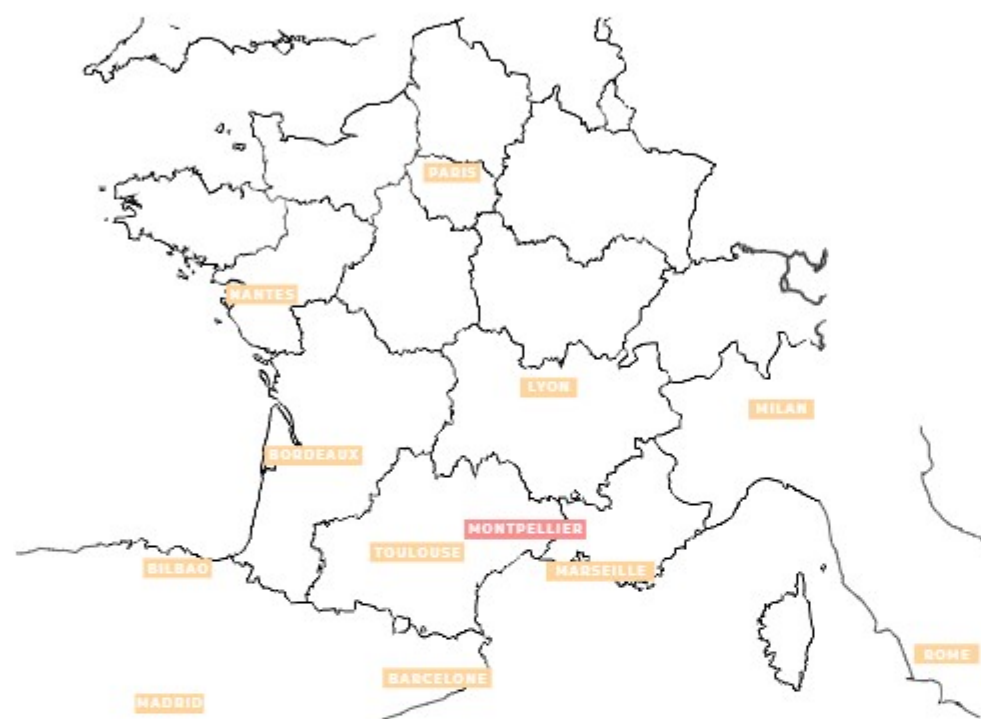 PARIS
NANTES
LYON
MILAN
BORDEAUX
MONTPELLIER
TOULOUSE
BILBAO
MARSEILLE
ROME
BARCELONE
MADRID